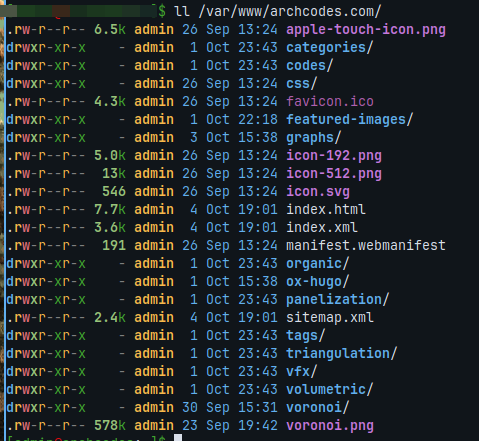 $ ll /var/www/archcodes.com/
.rw-r--r-- 6.5k admin 26 Sep 13:24 apple-touch-icon.png
drwxr-xr-x - admin 1 Oct 23:43 categories/
drwxr-xr-x - admin 1 Oct 23:43 codes/
drwxr-xr-x - admin 26 Sep 13:24 css/
.rw-r--r-- 4.3k admin 26 Sep 13:24 favicon.ico
drwxr-xr-x - admin 1 Oct 22:18 featured-images/
drwxr-xr-x - admin 3 Oct 15:38 graphs/
.rw-r--r-- 5.0k admin 26 Sep 13:24 icon-192.png
.rw-r--r-- 13k admin 26 Sep 13:24 icon-512.png
.rw-r--r-- 546 admin 26 Sep 13:24 icon.svg
.rw-r--r-- 7.7k admin 4 Oct 19:01 index.html
.rw-r--r-- 3.6k admin 4 Oct 19:01 index.xml
.rw-r--r-- 191 admin 26 Sep 13:24 manifest.webmanifest
drwxr-xr-x - admin 1 Oct 23:43 organic/
drwxr-xr-x - admin 1 Oct 15:38 ox-hugo/
drwxr-xr-x - admin 1 Oct 23:43 panelization/
.rw-r--r-- 2.4k admin 4 Oct 19:01 sitemap.xml
drwxr-xr-x - admin 1 Oct 23:43 tags/
drwxr-xr-x - admin 1 Oct 23:43 triangulation/
drwxr-xr-x - admin 1 Oct 23:43 vfx/
drwxr-xr-x - admin 1 Oct 23:43 volumetric/
drwxr-xr-x - admin 30 Sep 15:31 voronoi/
.rw-r--r-- 578k admin 23 Sep 19:42 voronoi.png